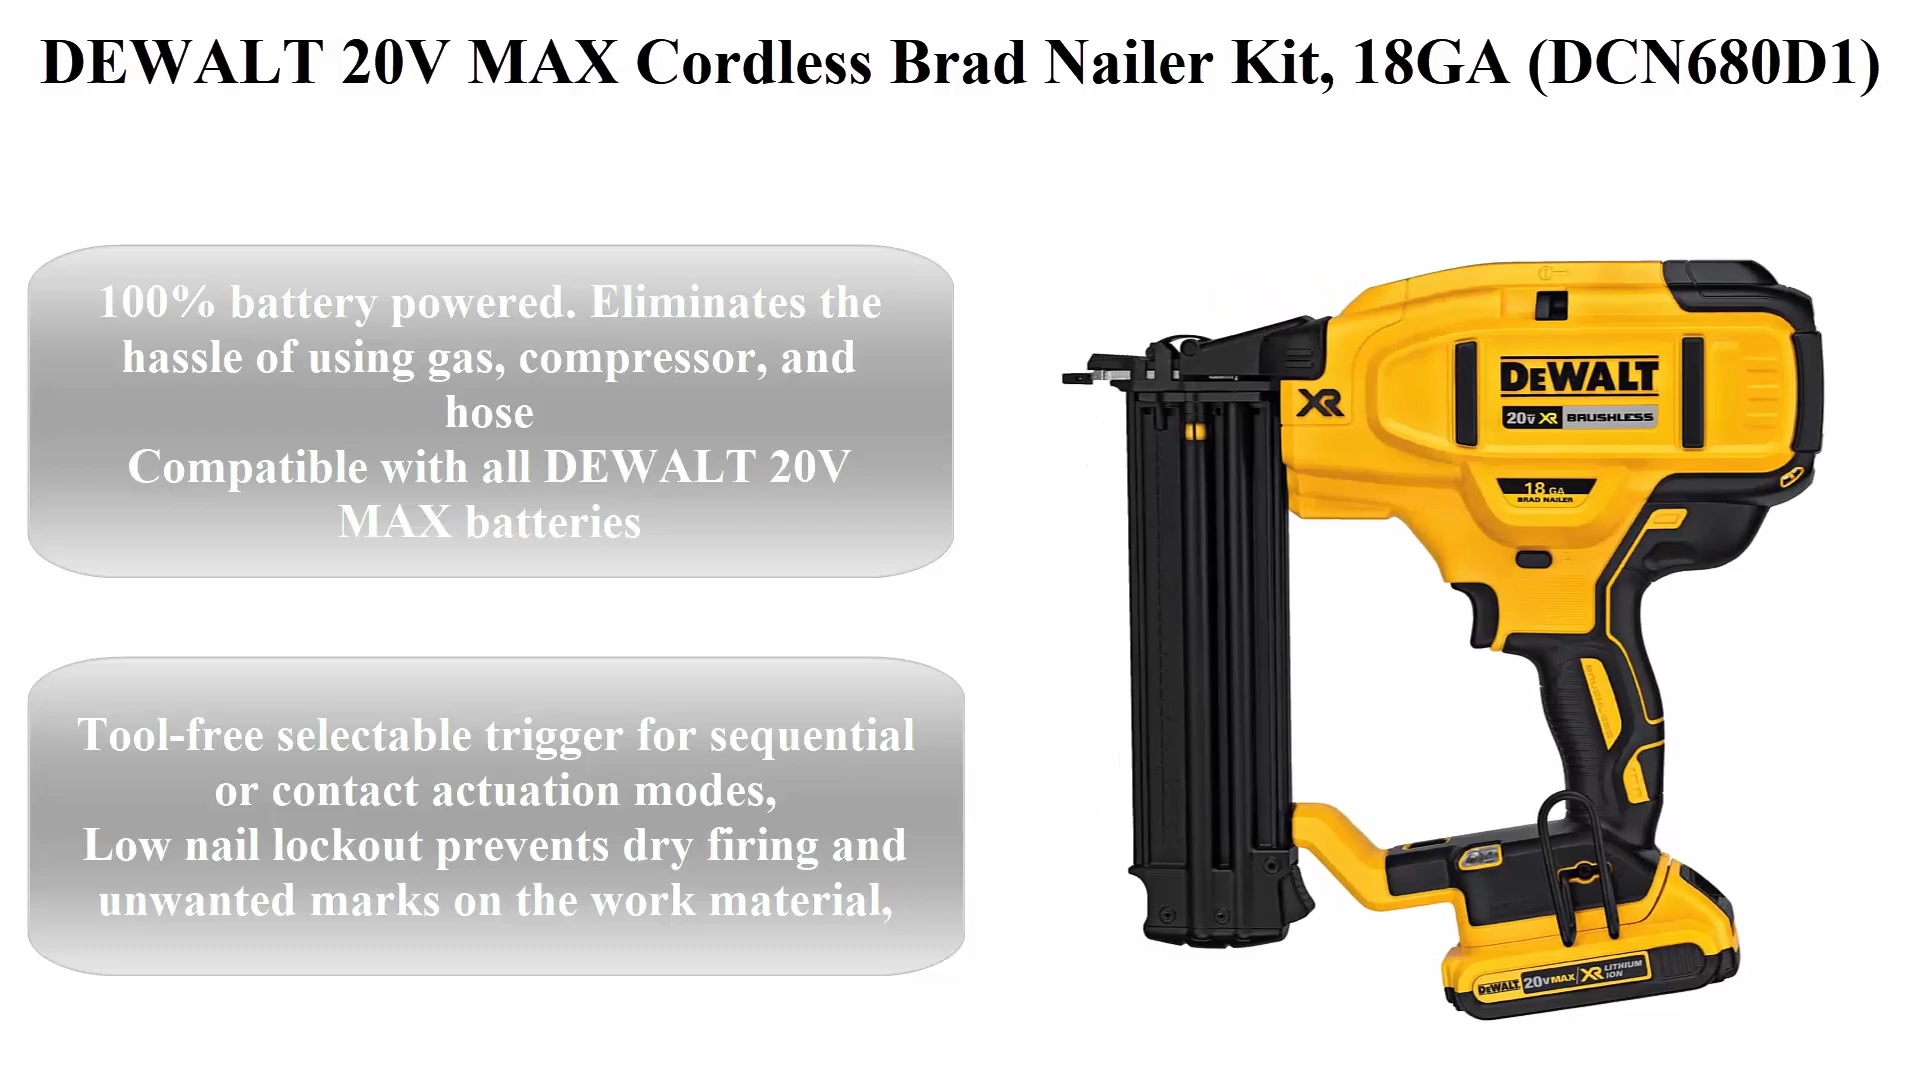 DEWALT 20V MAX Cordless Brad Nailer Kit, 18GA (DCN680D1)
100% battery powered. Eliminates the
hassle of using gas, compressor, and
hose
Compatible with all DEWALT 20V
MAX batteries
Tool-free selectable trigger for sequential
or contact actuation modes,
Low nail lockout prevents dry firing and
unwanted marks on the work material,
XR
DEWALT
20V XR BRUSHLESS
18 GA
BRAD NAILER
BRUSHLESS
DEWALT 20V MAX XR LITHIUM
ION